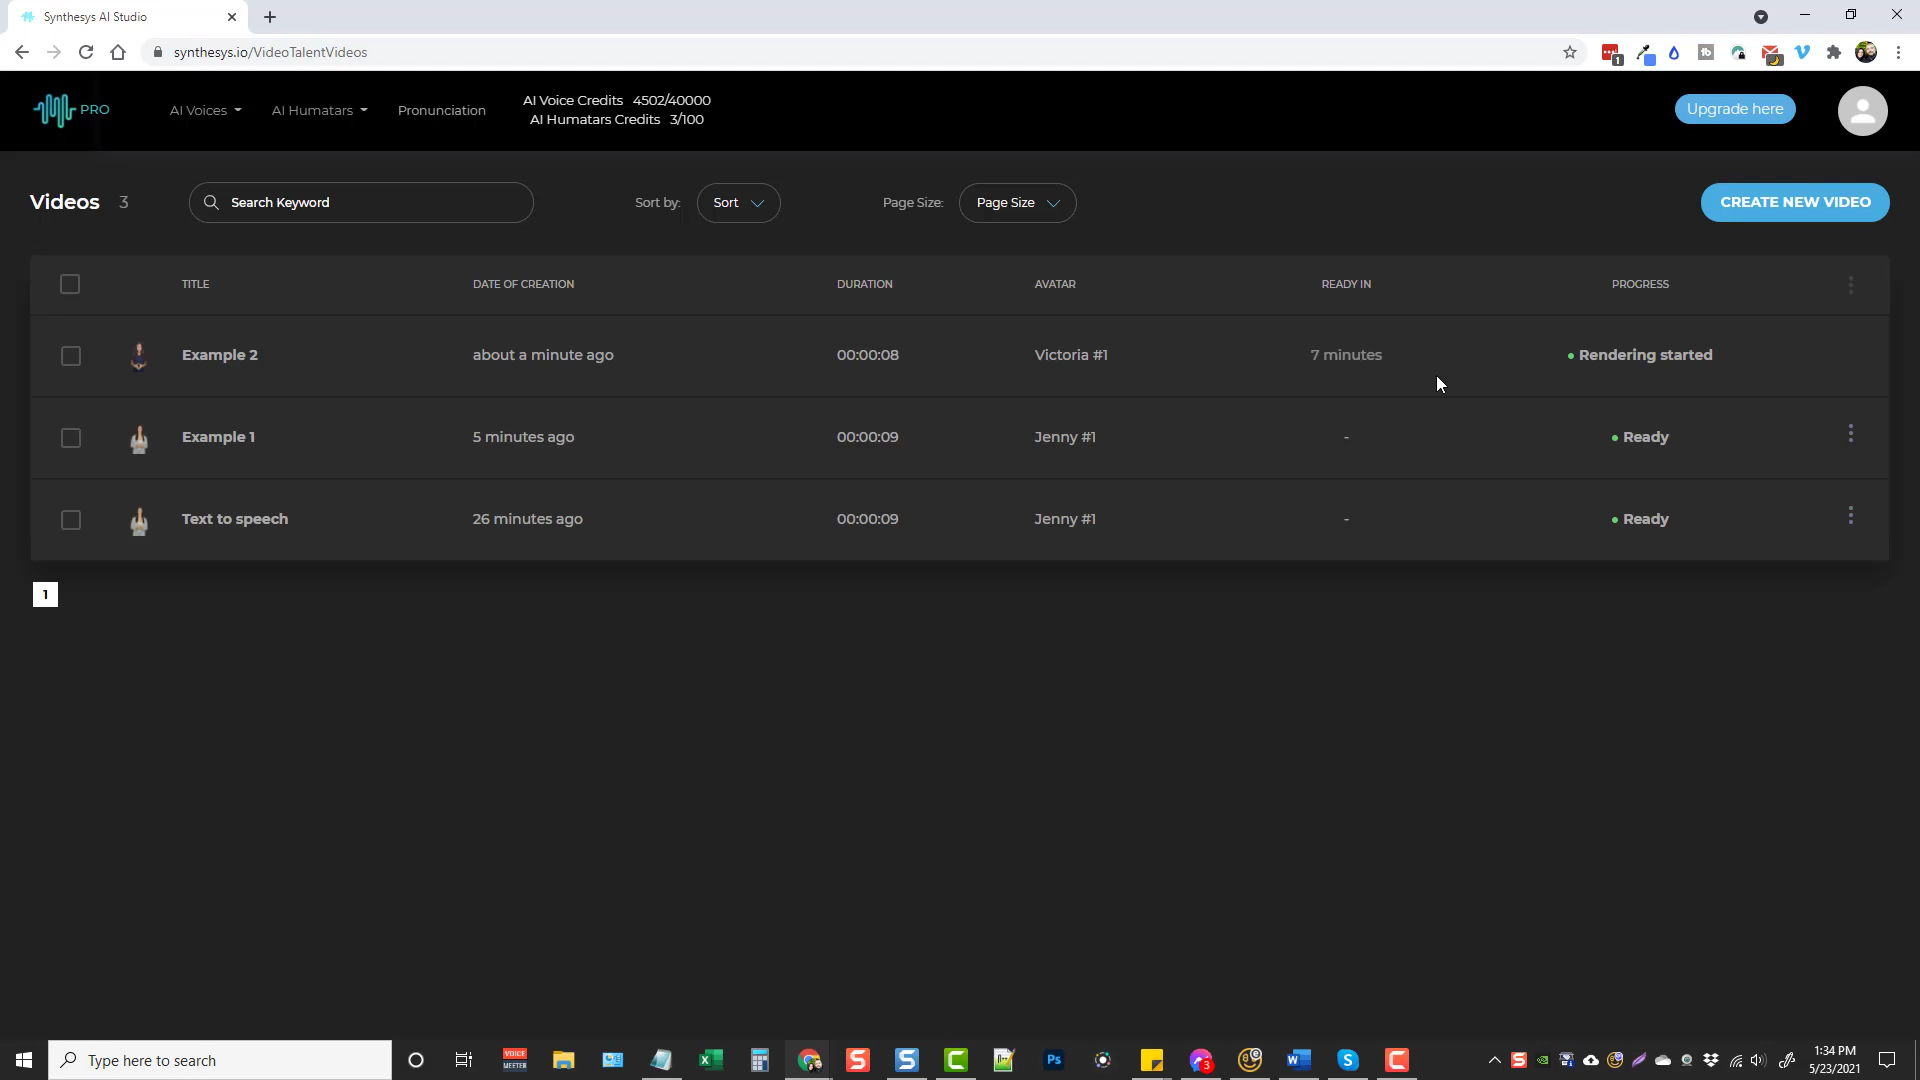 Synthesys AI Studio
synthesys.io/VideoTalentVideos
PRO
AI Voices
AI Humatars
Pronunciation
AI Voice Credits 4502/40000
AI Humatars Credits 3/100
Upgrade here
Videos 3
Search Keyword
Sort by:
Sort
Page Size:
Page Size
CREATE NEW VIDEO
TITLE DATE OF CREATION DURATION AVATAR READY IN PROGRESS
Example 2 about a minute ago 00:00:08 Victoria #1 7 minutes Rendering started
Example 1 5 minutes ago 00:00:09 Jenny #1 - Ready
Text to speech 26 minutes ago 00:00:09 Jenny #1 - Ready
1
Type here to search
VOICE
MEETER
Ps
3
1:34 PM
5/23/2021